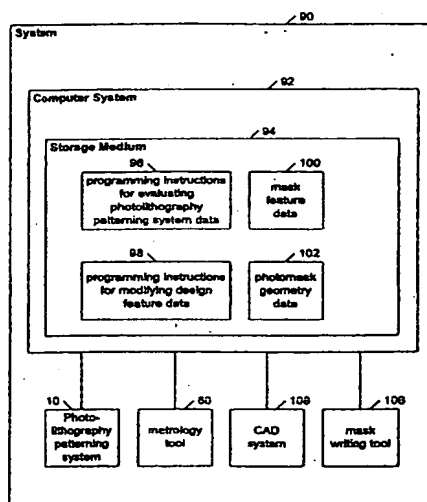 90
System
92
Computer System
94
Storage Medium
96
programming instructions
for evaluating
photolithography
patterning system data
100
mask
feature
data
98
programming instructions
for modifying design
feature data
102
photomask
geometry
data
10
Photo-
lithography
patterning
system
60
metrology
tool
109
CAD
system
108
mask
writing tool